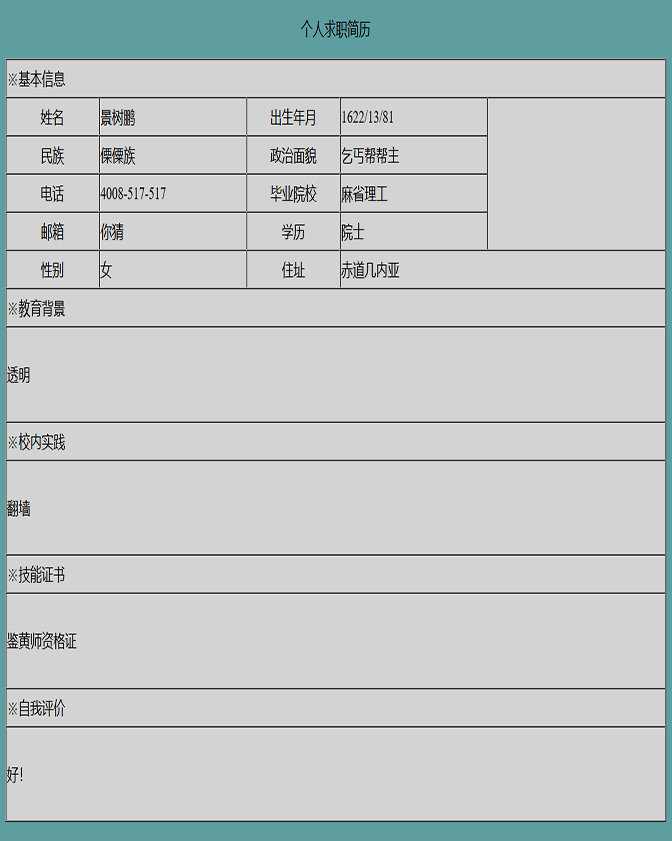 个人求职简历
※基本信息
姓名 景树鹏 出生年月 1622/13/81
民族 傈僳族 政治面貌 乞丐帮帮主
电话 4008-517-517 毕业院校 麻省理工
邮箱 你猜 学历 院士
性别 女 住址 赤道几内亚
※教育背景
透明
※校内实践
翻墙
※技能证书
鉴黄师资格证
※自我评价
好!